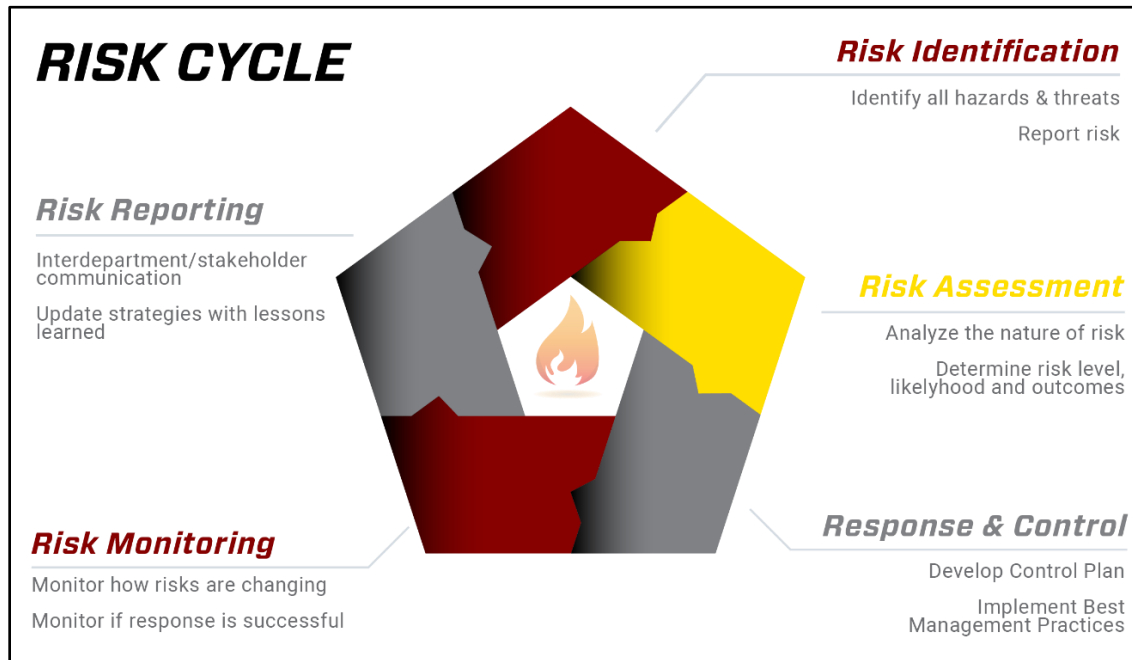 RISK CYCLE
Risk Identification
Identify all hazards & threats
Report risk
Risk Assessment
Analyze the nature of risk
Determine risk level,
likelyhood and outcomes
Response & Control
Develop Control Plan
Implement Best
Management Practices
Risk Monitoring
Monitor how risks are changing
Monitor if response is successful
Risk Reporting
Interdepartment/stakeholder
communication
Update strategies with lessons
learned